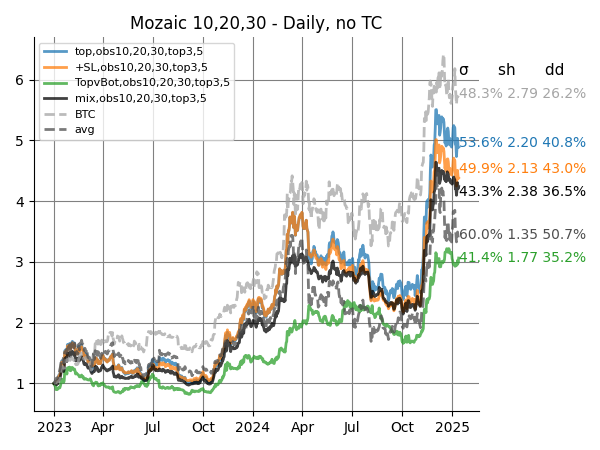 Mozaic 10,20,30 - Daily, no TC
top,obs10,20,30,top3,5
+SL,obs10,20,30,top3,5
TopvBot,obs10,20,30,top3,5
mix,obs10,20,30,top3,5
BTC
avg
σ sh dd
48.3% 2.79 26.2%
53.6% 2.20 40.8%
49.9% 2.13 43.0%
43.3% 2.38 36.5%
60.0% 1.35 50.7%
41.4% 1.77 35.2%
6
5
4
3
2
1
2023 Apr Jul Oct 2024 Apr Jul Oct 2025